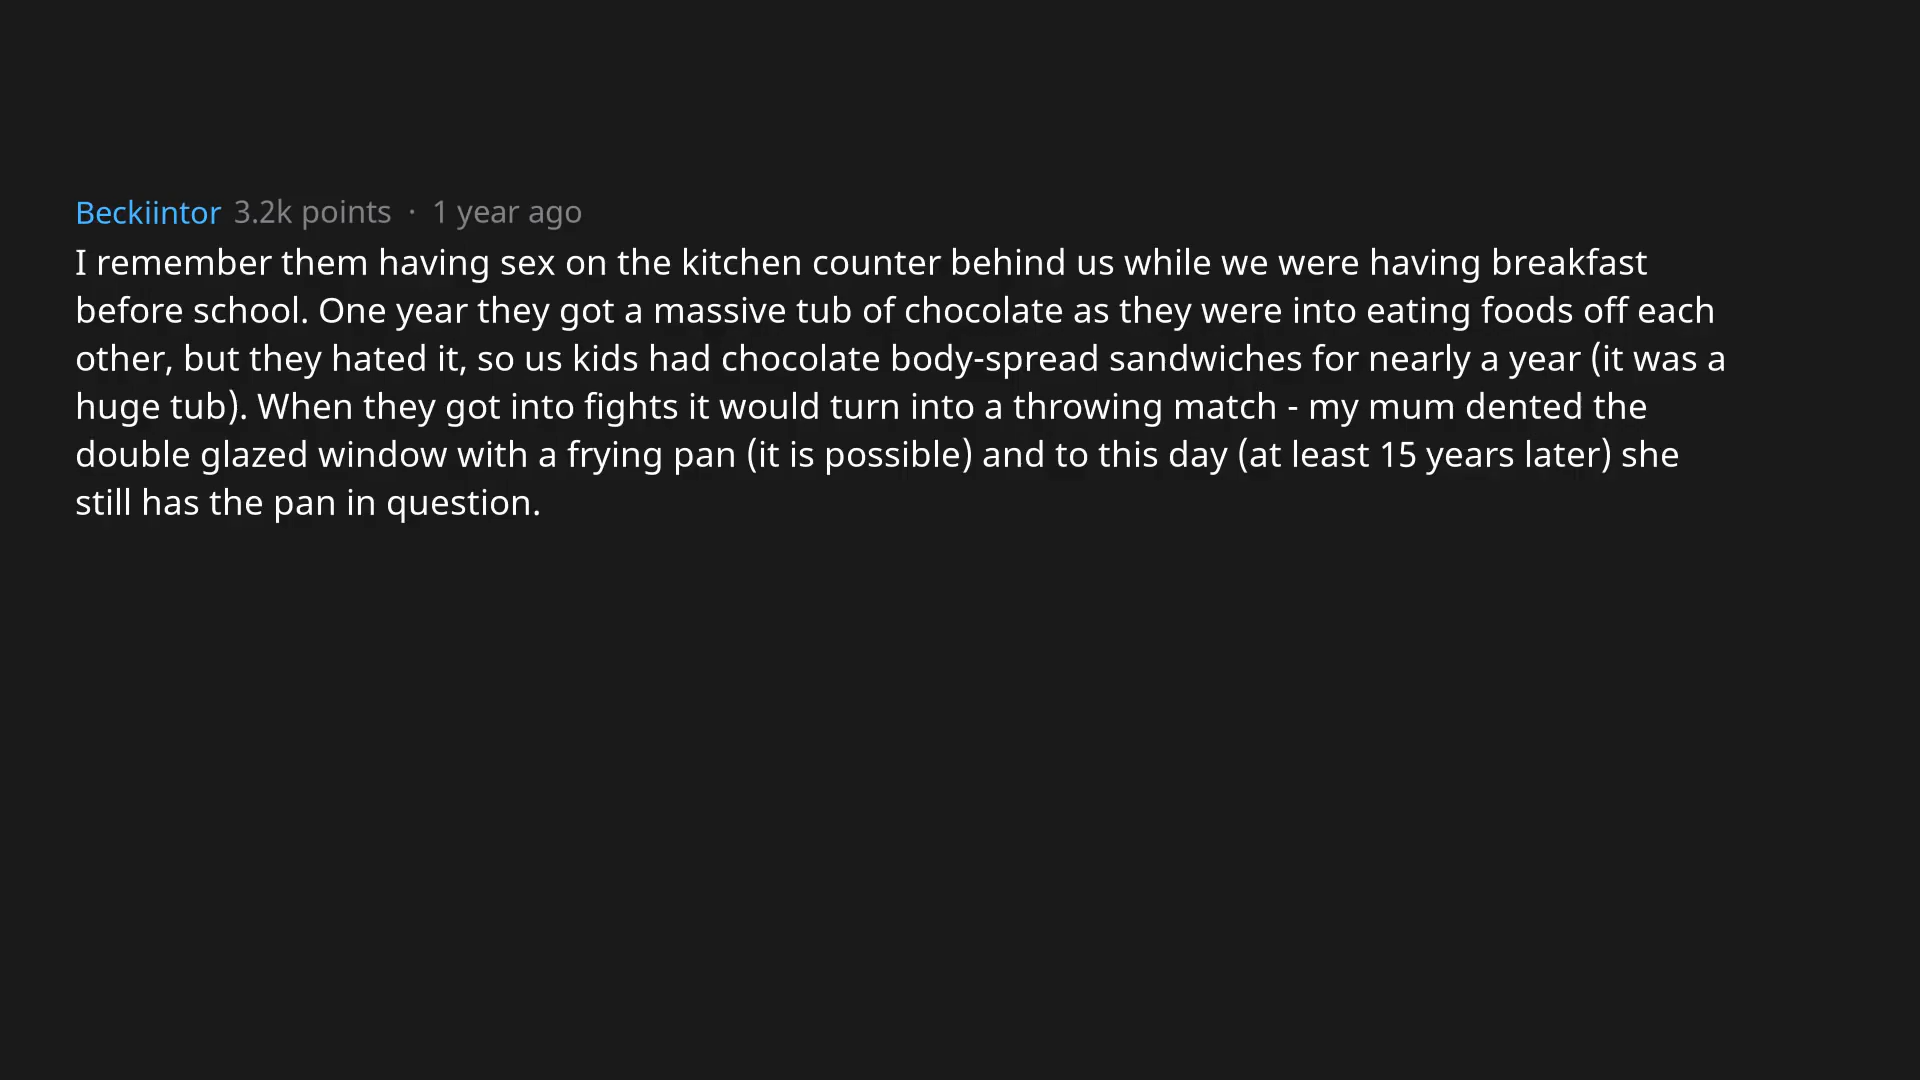 Beckiintor 3.2k points · 1 year ago
I remember them having sex on the kitchen counter behind us while we were having breakfast
before school. One year they got a massive tub of chocolate as they were into eating foods off each
other, but they hated it, so us kids had chocolate body-spread sandwiches for nearly a year (it was a
huge tub). When they got into fights it would turn into a throwing match - my mum dented the
double glazed window with a frying pan (it is possible) and to this day (at least 15 years later) she
still has the pan in question.